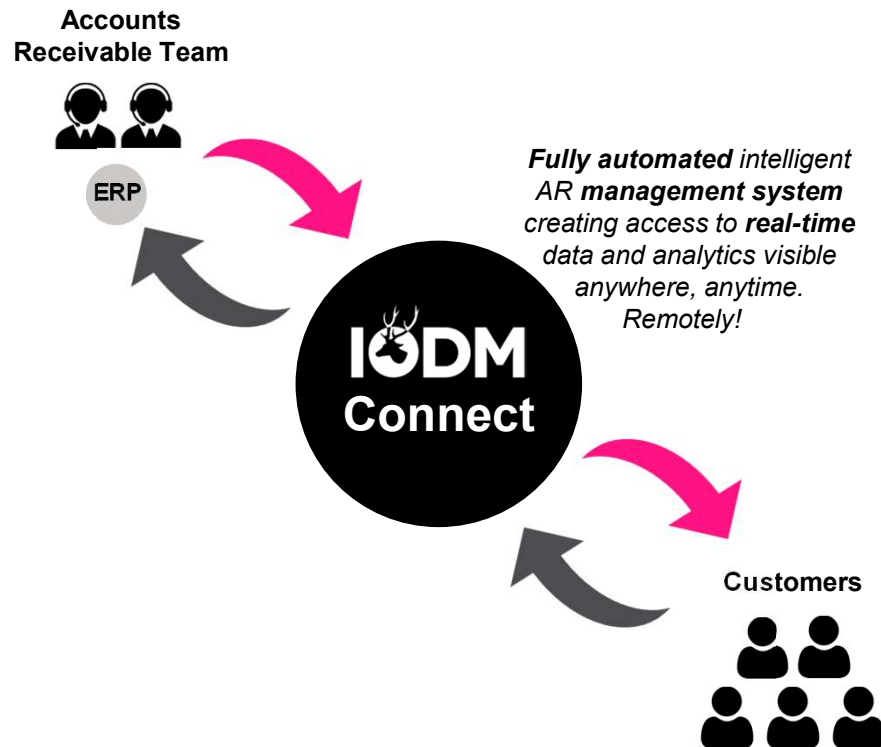 Accounts
Receivable Team
ERP
Fully automated intelligent
AR management system
creating access to real-time
data and analytics visible
anywhere, anytime.
Remotely!
IODM
Connect
Customers